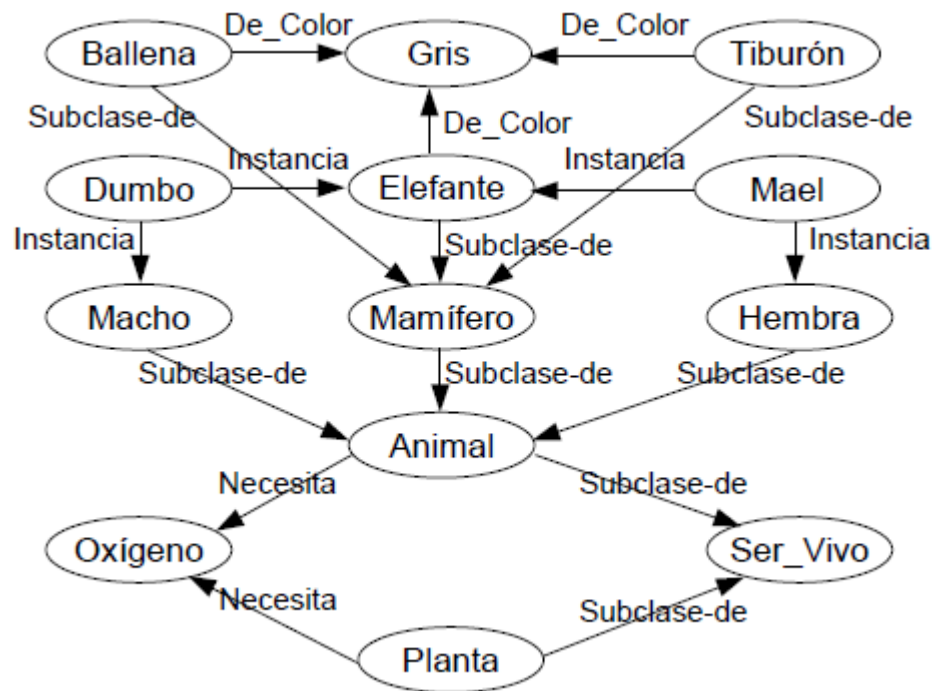 De_Color
De_Color
Ballena
Gris
Tiburón
Subclase-de
De_Color
Subclase-de
Instancia
Instancia
Dumbo
Elefante
Mael
Instancia
Subclase-de
Instancia
Macho
Mamífero
Hembra
Subclase-de
Subclase-de
Subclase-de
Animal
Necesita
Subclase-de
Oxígeno
Ser_Vivo
Necesita
Subclase-de
Planta